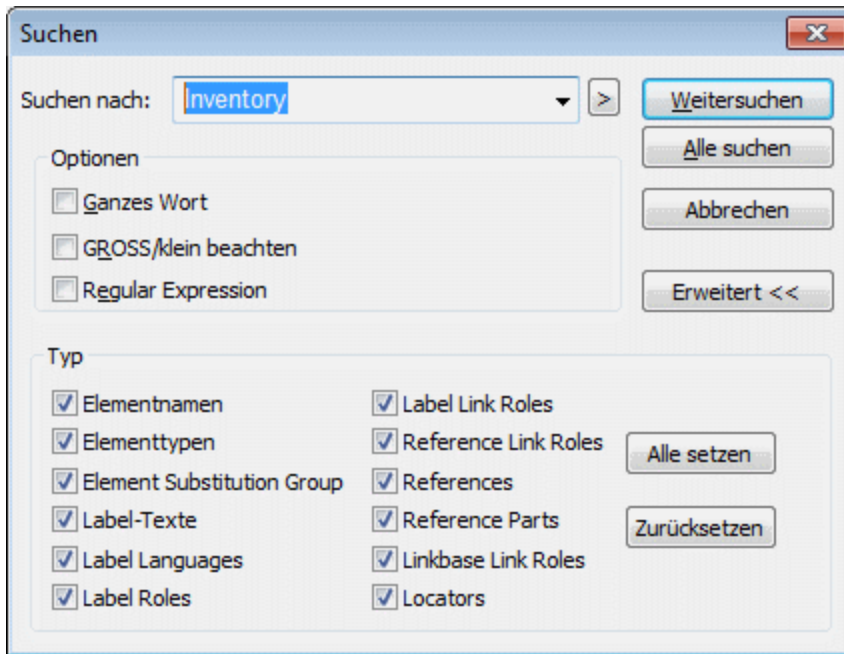 Suchen
Suchen nach: Inventory > Weitersuchen
Alle suchen
Optionen
Ganzes Wort
Abbrechen
GROSS/klein beachten
Regular Expression
Erweitert <<
Typ
Elementnamen Label Link Roles
Elementtypen Reference Link Roles
Alle setzen
Element Substitution Group References
Label-Texte Reference Parts
Zurücksetzen
Label Languages Linkbase Link Roles
Label Roles Locators